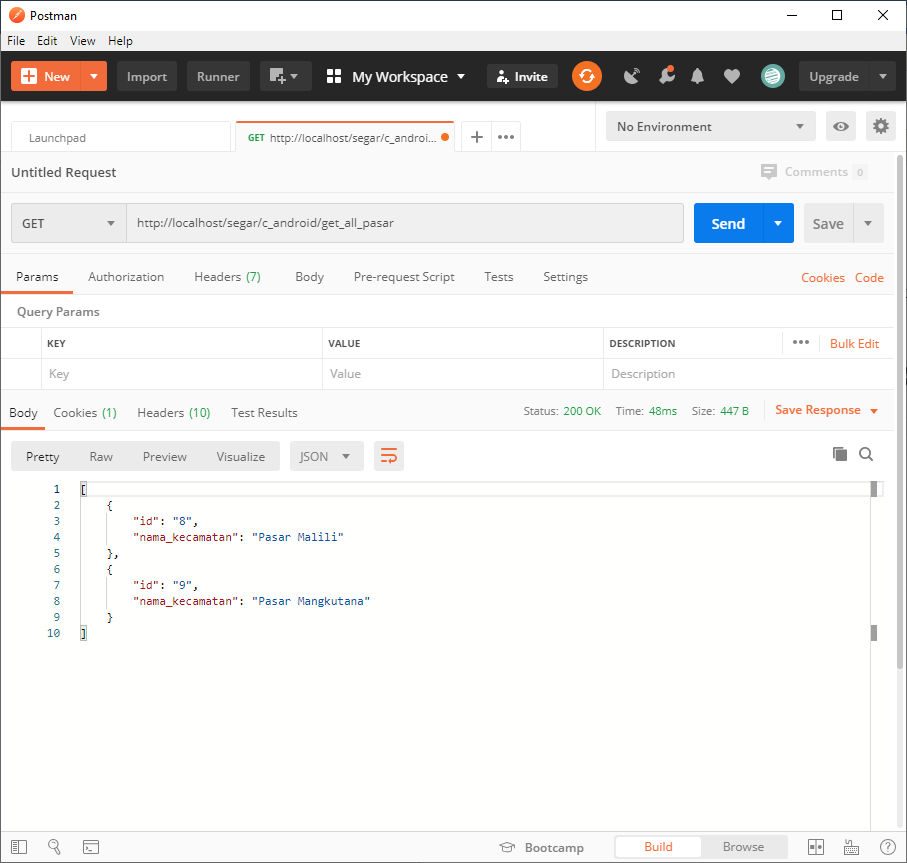 Postman
File Edit View Help
New Import Runner My Workspace Invite Upgrade
Launchpad GET http://localhost/segar/c_androi... No Environment
Untitled Request Comments 0
GET http://localhost/segar/c_android/get_all_pasar Send Save
Params Authorization Headers (7) Body Pre-request Script Tests Settings Cookies Code
Query Params
KEY VALUE DESCRIPTION Bulk Edit
Key Value Description
Body Cookies (1) Headers (10) Test Results Status: 200 OK Time: 48ms Size: 447 B Save Response
Pretty Raw Preview Visualize JSON
1 [
2 {
3 "id": "8",
4 "nama_kecamatan": "Pasar Malili"
5 },
6 {
7 "id": "9",
8 "nama_kecamatan": "Pasar Mangkutana"
9 }
10 ]
Bootcamp Build Browse